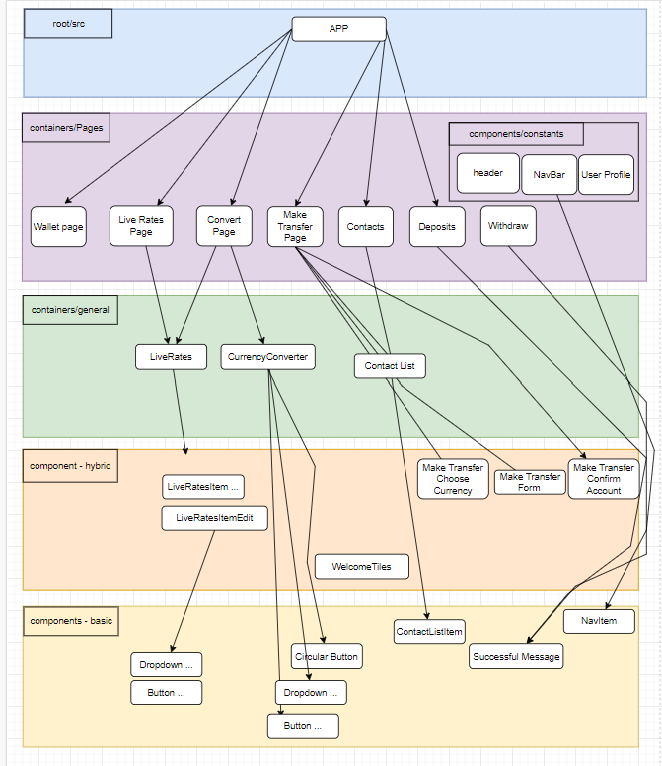 root/src
APP
containers/Pages
components/constants
header
NavBar
User Profile
Wallet page
Live Rates
Page
Convert
Page
Make
Transfer
Page
Contacts
Deposits
Withdraw
containers/general
LiveRates
CurrencyConverter
Contact List
component - hybric
LiveRatesItem ...
LiveRatesItemEdit
Make Transfer
Choose
Currency
Make Transfer
Form
Make Transfer
Confirm
Account
WelcomeTiles
components - basic
ContactListItem
NavItem
Dropdown ...
Button ..
Circular Button
Successful Message
Dropdown ..
Button ...